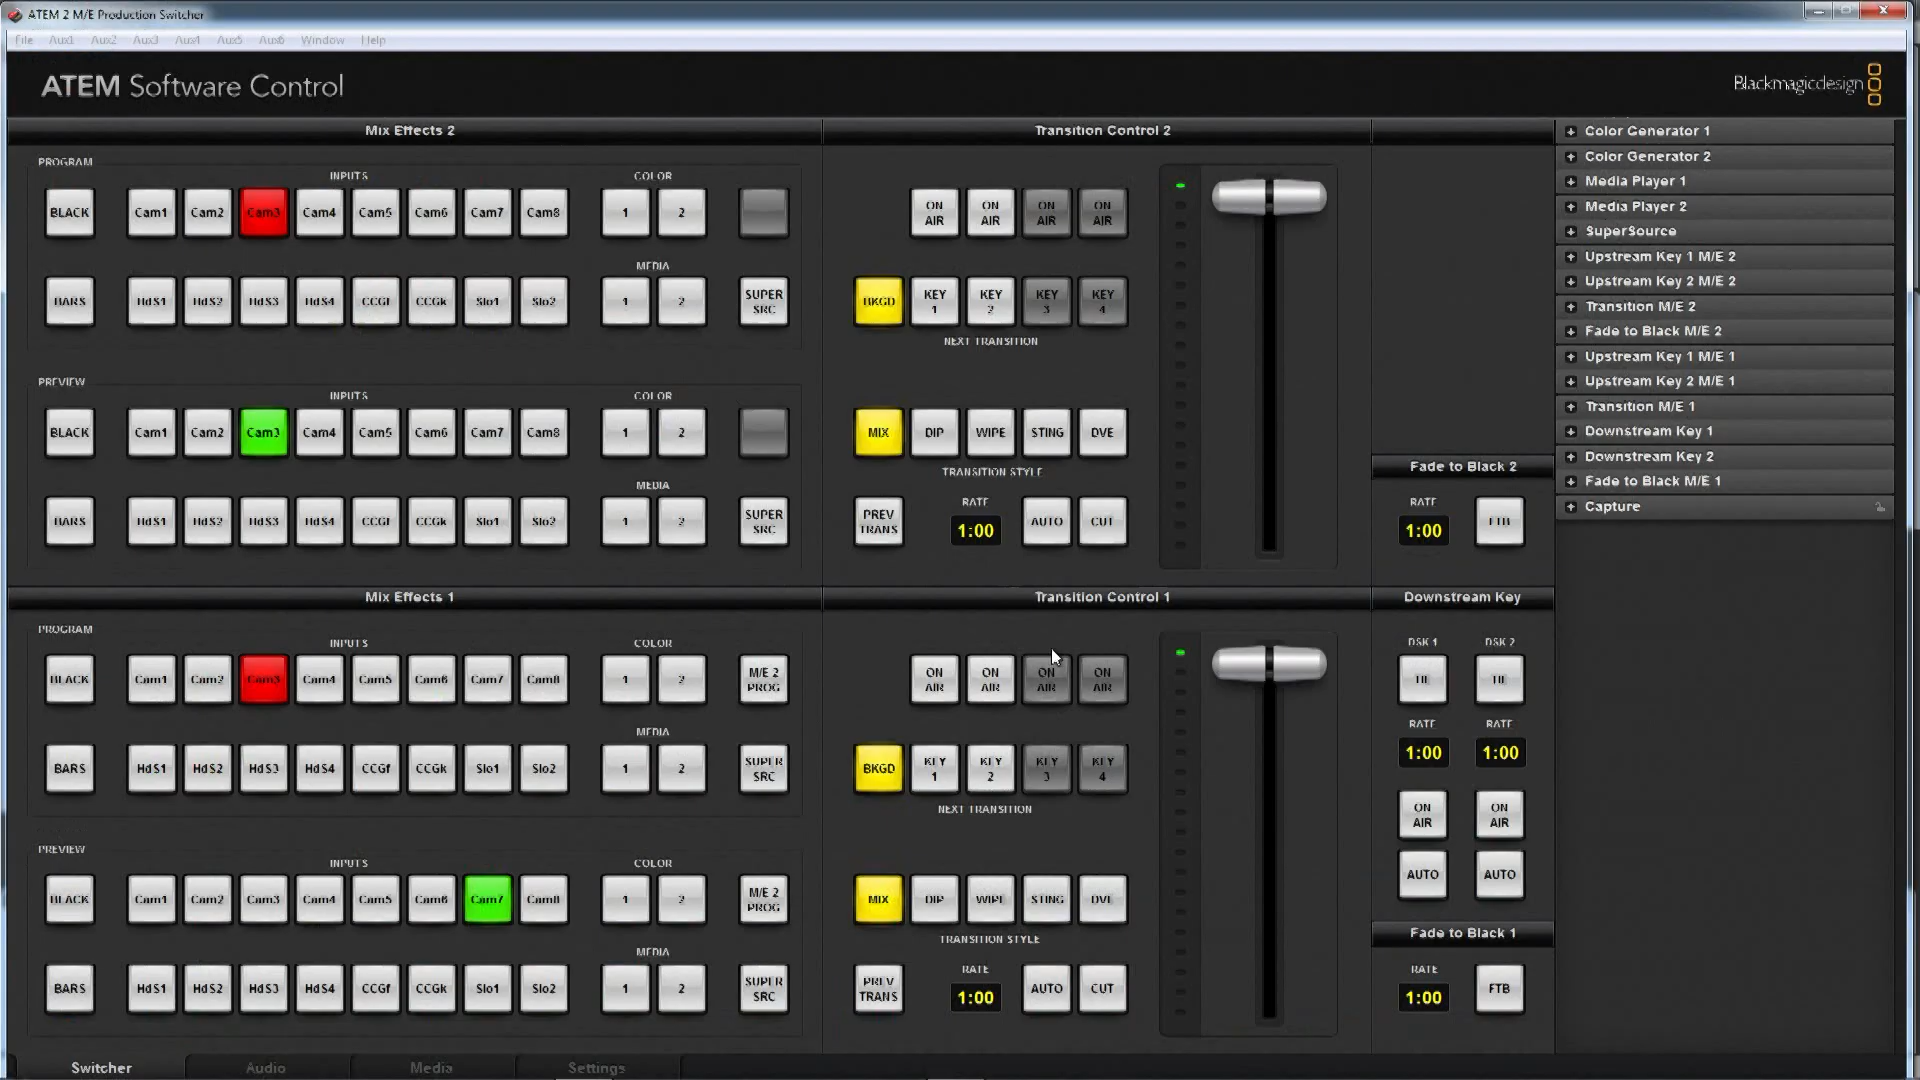 ATEM 2 M/E Production Switcher
File Aux1 Aux2 Aux3 Aux4 Aux5 Aux6 Window Help
ATEM Software Control
Blackmagicdesign
Mix Effects 2
PROGRAM
INPUTS COLOR
BLACK Cam1 Cam2 Cam3 Cam4 Cam5 Cam6 Cam7 Cam8 1 2
MEDIA
BARS HdS1 HdS2 HdS3 HdS4 CCGf CCGk Slo1 Slo2 1 2 SUPER SRC
PREVIEW
INPUTS COLOR
BLACK Cam1 Cam2 Cam3 Cam4 Cam5 Cam6 Cam7 Cam8 1 2
MEDIA
BARS HdS1 HdS2 HdS3 HdS4 CCGf CCGk Slo1 Slo2 1 2 SUPER SRC
Transition Control 2
ON AIR ON AIR ON AIR ON AIR
BKGD KEY 1 KEY 2 KEY 3 KEY 4
NEXT TRANSITION
MIX DIP WIPE STING DVE
TRANSITION STYLE
PREV TRANS RATE 1:00 AUTO CUT
Fade to Black 2
RATE
1:00 FTB
Color Generator 1
Color Generator 2
Media Player 1
Media Player 2
SuperSource
Upstream Key 1 M/E 2
Upstream Key 2 M/E 2
Transition M/E 2
Fade to Black M/E 2
Upstream Key 1 M/E 1
Upstream Key 2 M/E 1
Transition M/E 1
Downstream Key 1
Downstream Key 2
Fade to Black M/E 1
Capture
Mix Effects 1
PROGRAM
INPUTS COLOR
BLACK Cam1 Cam2 Cam3 Cam4 Cam5 Cam6 Cam7 Cam8 1 2 M/E 2 PROG
MEDIA
BARS HdS1 HdS2 HdS3 HdS4 CCGf CCGk Slo1 Slo2 1 2 SUPER SRC
PREVIEW
INPUTS COLOR
BLACK Cam1 Cam2 Cam3 Cam4 Cam5 Cam6 Cam7 Cam8 1 2 M/E 2 PROG
MEDIA
BARS HdS1 HdS2 HdS3 HdS4 CCGf CCGk Slo1 Slo2 1 2 SUPER SRC
Transition Control 1
ON AIR ON AIR ON AIR ON AIR
BKGD KEY 1 KEY 2 KEY 3 KEY 4
NEXT TRANSITION
MIX DIP WIPE STING DVE
TRANSITION STYLE
PREV TRANS RATE 1:00 AUTO CUT
Downstream Key
DSK 1 DSK 2
TIE TIE
RATE RATE
1:00 1:00
ON AIR ON AIR
AUTO AUTO
Fade to Black 1
RATE
1:00 FTB
Switcher Audio Media Settings